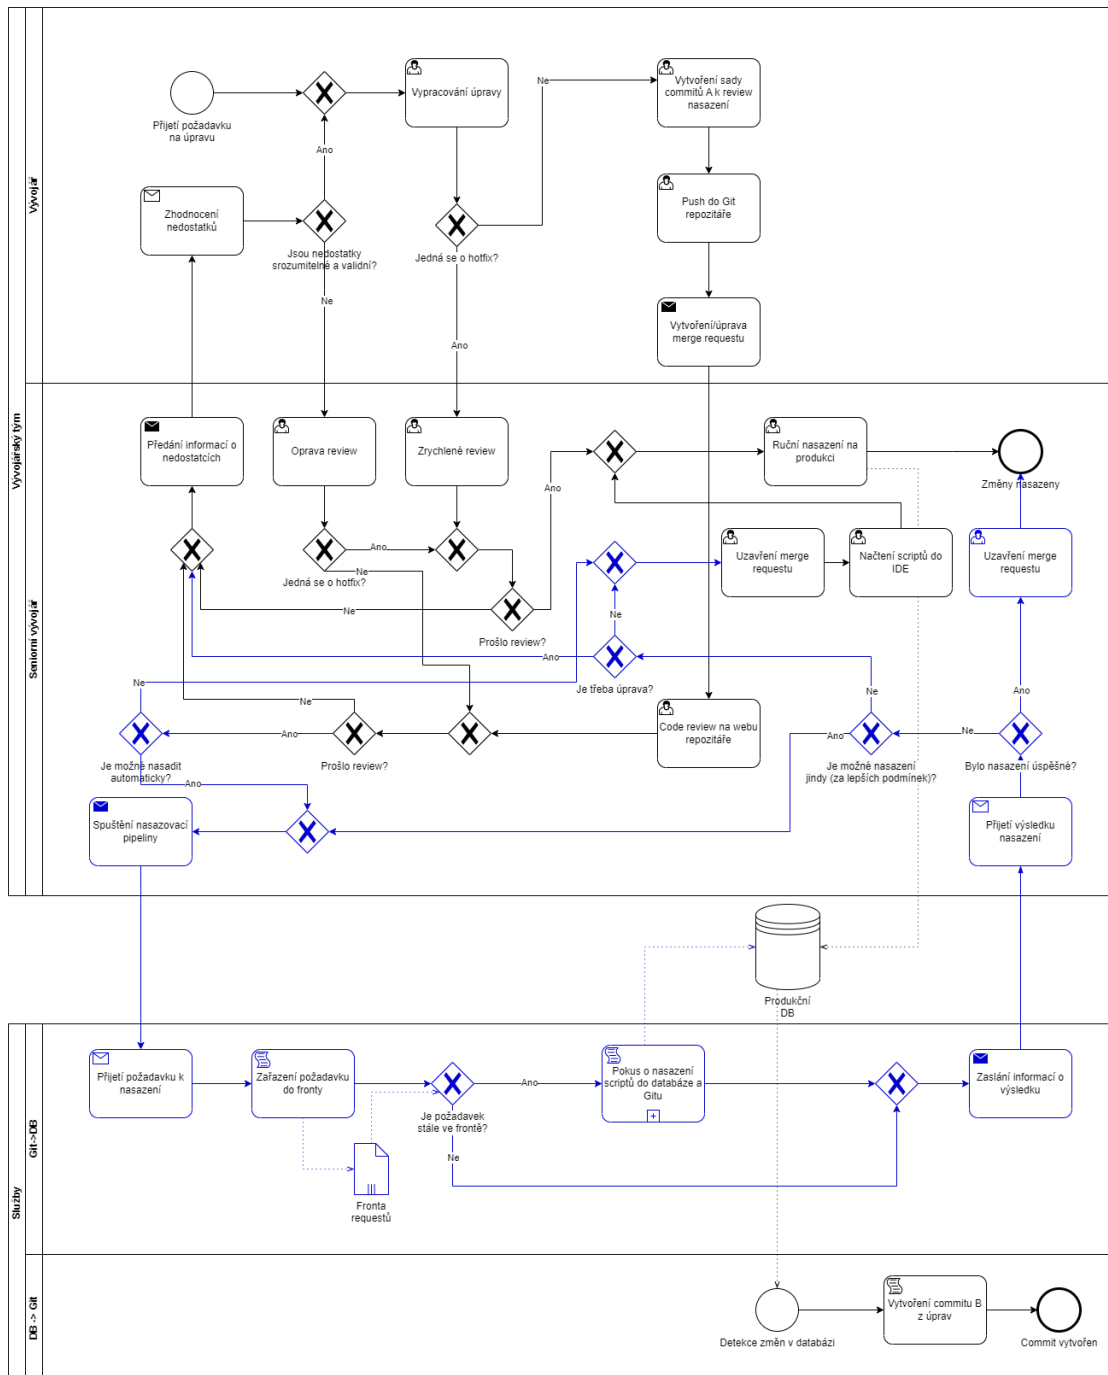 Vývojářský tým
Vývojář
Přijetí požadavku
na úpravu
Vypracování úpravy
Ne
Vytvoření sady
commitů A k review
nasazení
Ano
Zhodnocení
nedostatků
Jsou nedostatky
srozumitelné a validní?
Ne
Jedná se o hotfix?
Ano
Push do Git
repozitáře
Vytvoření/úprava
merge requestu
Seniorní vývojář
Předání informací o
nedostatcích
Oprava review
Zrychlené review
Ano
Ruční nasazení na
produkci
Změny nasazeny
Jedná se o hotfix?
Ano
Ne
Uzavření merge
requestu
Načtení scriptů do
IDE
Uzavření merge
requestu
Ne
Prošlo review?
Ne
Ano
Je třeba úprava?
Ne
Ne
Ano
Ne
Ano
Je možné nasadit
automaticky?
Ano
Prošlo review?
Code review na webu
repozitáře
Ano
Je možné nasazení
jindy (za lepších podmínek)?
Ne
Bylo nasazení úspěšné?
Spuštění nasazovací
pipeliny
Přijetí výsledku
nasazení
Produkční
DB
Služby
Git->DB
Přijetí požadavku k
nasazení
Zařazení požadavku
do fronty
Je požadavek
stále ve frontě?
Ano
Ne
Pokus o nasazení
scriptů do databáze a
Gitu
Zaslání informací o
výsledku
Fronta
requestů
DB -> Git
Detekce změn v databázi
Vytvoření commitu B
z úprav
Commit vytvořen